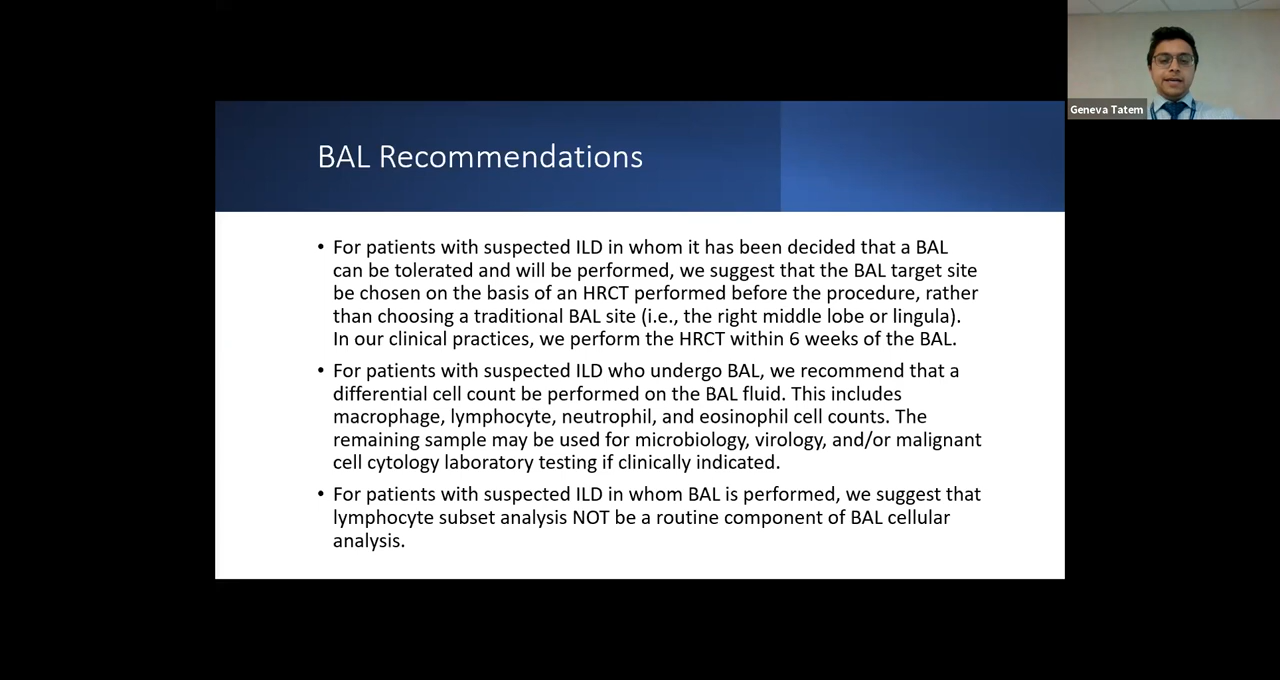 Geneva Tatem
BAL Recommendations
• For patients with suspected ILD in whom it has been decided that a BAL
can be tolerated and will be performed, we suggest that the BAL target site
be chosen on the basis of an HRCT performed before the procedure, rather
than choosing a traditional BAL site (i.e., the right middle lobe or lingula).
In our clinical practices, we perform the HRCT within 6 weeks of the BAL.
• For patients with suspected ILD who undergo BAL, we recommend that a
differential cell count be performed on the BAL fluid. This includes
macrophage, lymphocyte, neutrophil, and eosinophil cell counts. The
remaining sample may be used for microbiology, virology, and/or malignant
cell cytology laboratory testing if clinically indicated.
• For patients with suspected ILD in whom BAL is performed, we suggest that
lymphocyte subset analysis NOT be a routine component of BAL cellular
analysis.